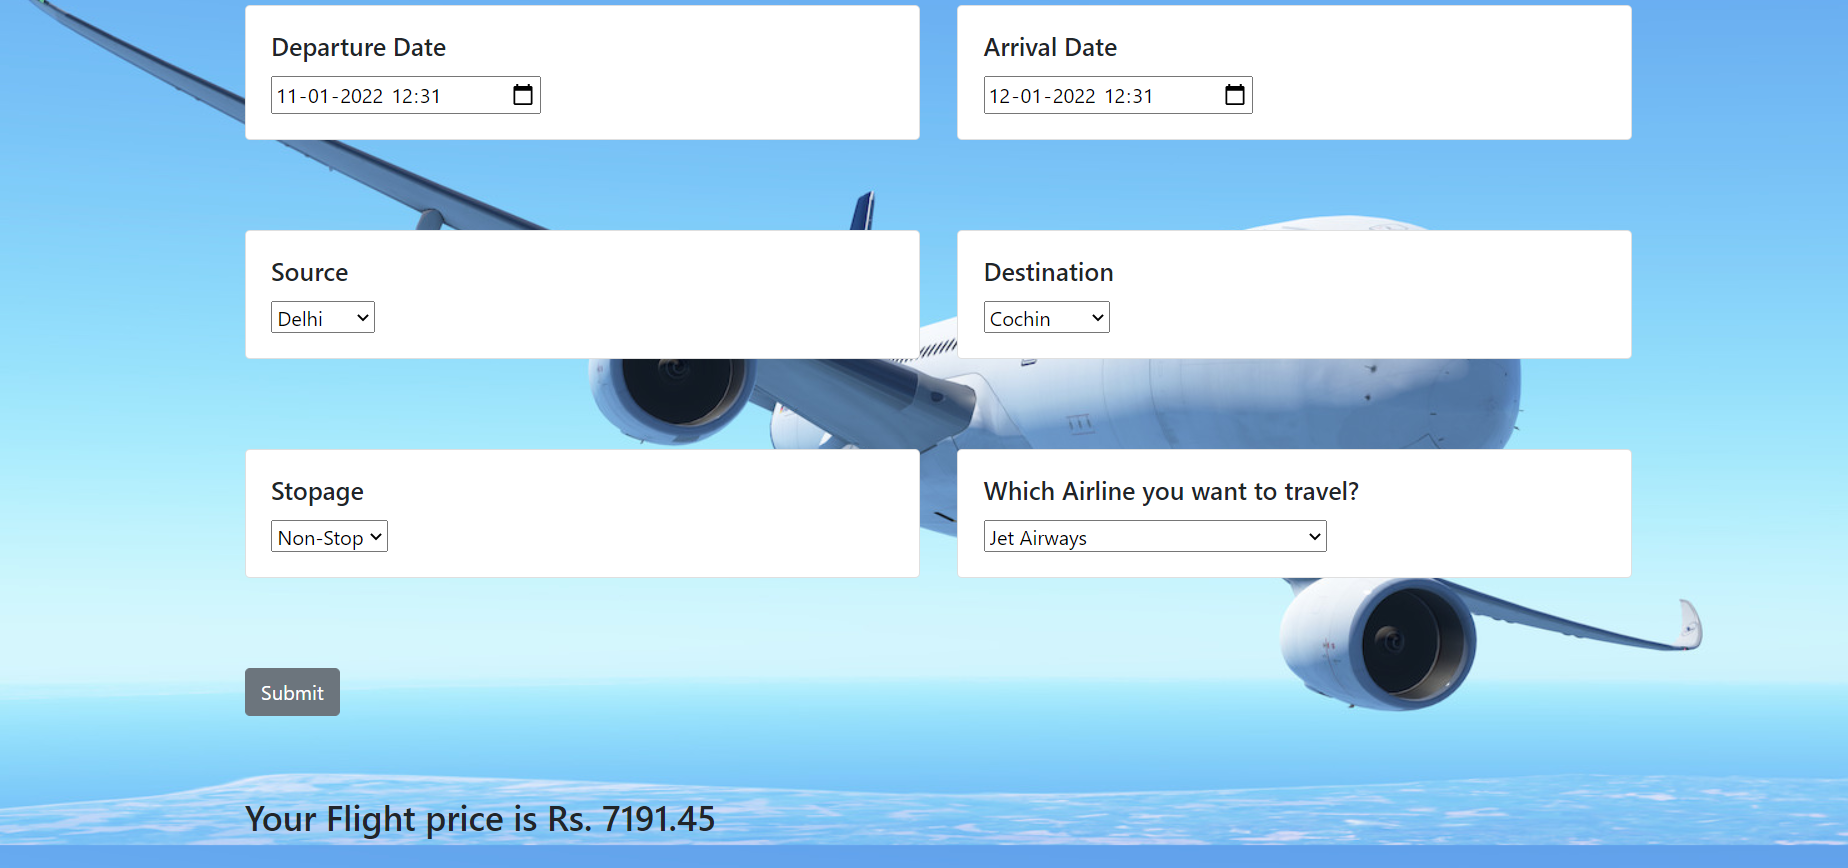 Departure Date
11-01-2022 12:31
Arrival Date
12-01-2022 12:31
Source
Delhi
Destination
Cochin
Stopage
Non-Stop
Which Airline you want to travel?
Jet Airways
Submit
Your Flight price is Rs. 7191.45